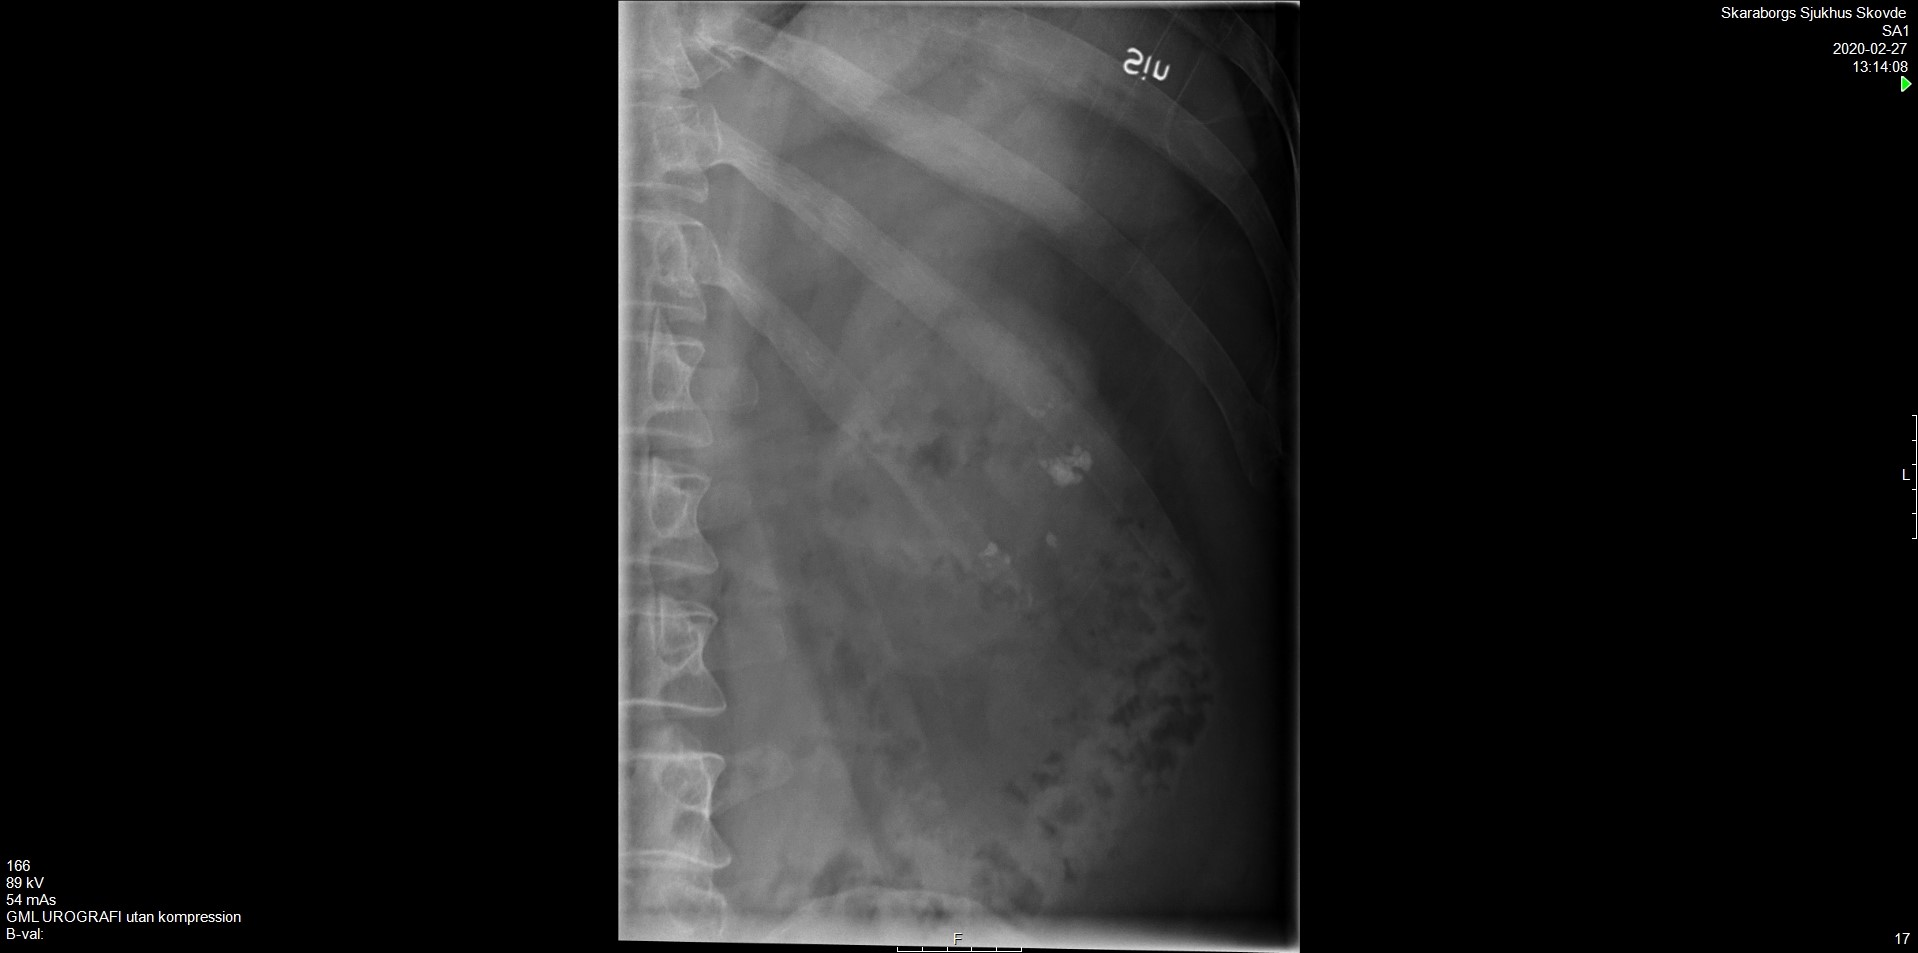 Skaraborgs Sjukhus Skovde
SA1
2020-02-27
13:14:08
Sin
L
166
89 kV
54 mAs
GML UROGRAFI utan kompression
B-val:
F
17